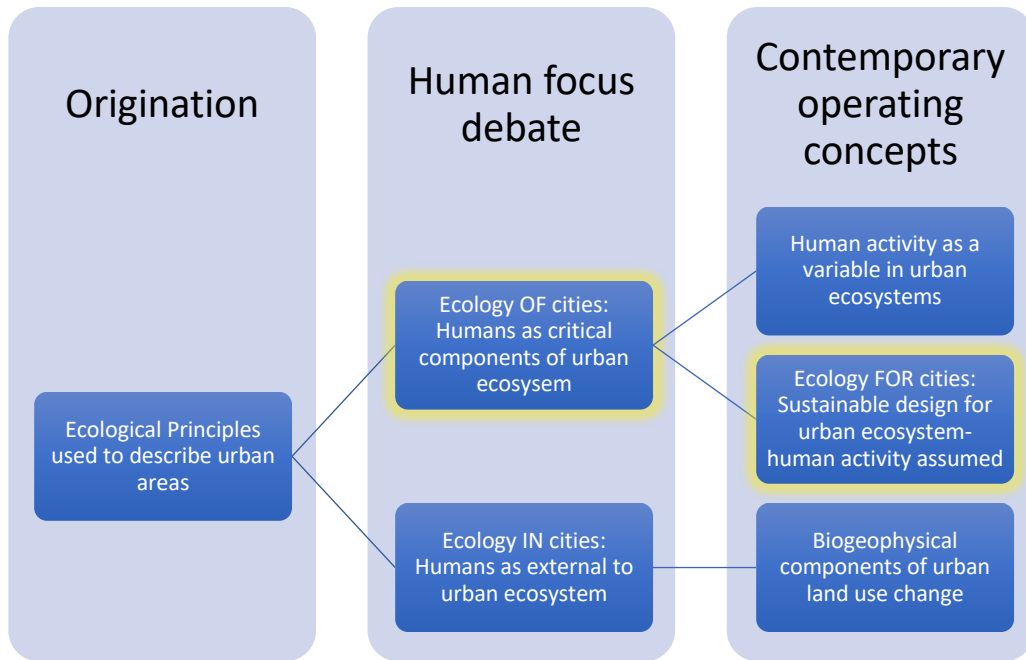 Origination
Ecological Principles
used to describe urban
areas
Human focus
debate
Ecology OF cities:
Humans as critical
components of urban
ecosysem
Ecology IN cities:
Humans as external to
urban ecosystem
Contemporary
operating
concepts
Human activity as a
variable in urban
ecosystems
Ecology FOR cities:
Sustainable design for
urban ecosystem-
human activity assumed
Biogeophysical
components of urban
land use change